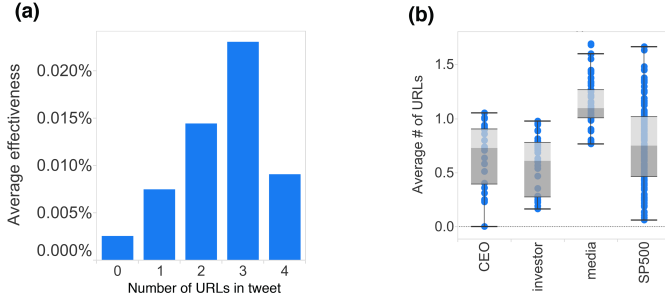 (a)
Average effectiveness
0.020%
0.015%
0.010%
0.005%
0.000%
0
1
2
3
4
Number of URLs in tweet
(b)
Average # of URLs
1.5
1.0
0.5
0.0
CEO
investor
media
SP500